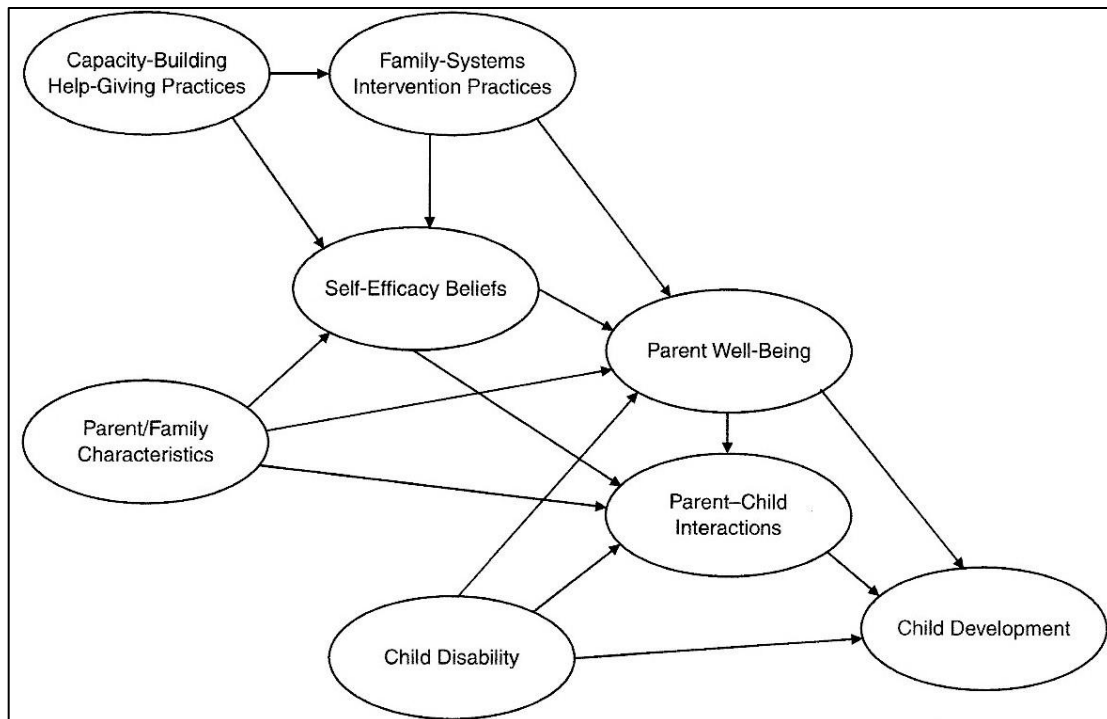 Capacity-Building
Help-Giving Practices
Family-Systems
Intervention Practices
Self-Efficacy Beliefs
Parent Well-Being
Parent/Family
Characteristics
Parent–Child
Interactions
Child Disability
Child Development